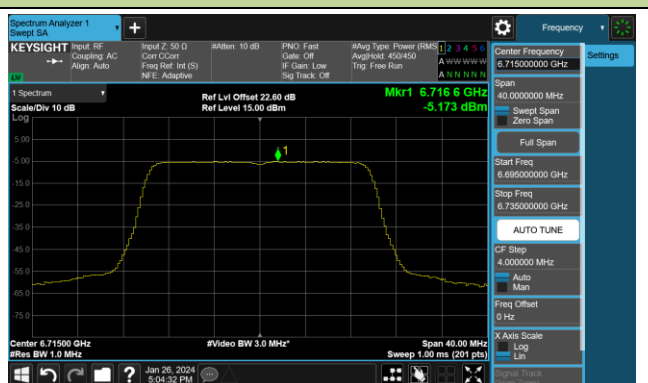 Spectrum Analyzer 1
Swept SA
+
Frequency
KEYSIGHT
Input: RF
Coupling: AC
Align: Auto
Input Z: 50 Ω
Corr CCorr
Freq Ref: Int (S)
NFE: Adaptive
#Atten: 10 dB
PNO: Fast
Gate: Off
IF Gain: Low
Sig Track: Off
#Avg Type: Power (RMS
Avg|Hold: 450/450
Trig: Free Run
1 2 3 4 5 6
A W W W W W
A N N N N N
Center Frequency
6.715000000 GHz
Settings
1 Spectrum
Scale/Div 10 dB
Log
Ref Lvl Offset 22.60 dB
Ref Level 15.00 dBm
Mkr1 6.716 6 GHz
-5.173 dBm
Span
40.0000000 MHz
Swept Span
Zero Span
Full Span
Start Freq
6.695000000 GHz
Stop Freq
6.735000000 GHz
AUTO TUNE
CF Step
4.000000 MHz
Auto
Man
Freq Offset
0 Hz
X Axis Scale
Log
Lin
Signal Track
5.00
-5.00
-15.0
-25.0
-35.0
-45.0
-55.0
-65.0
-75.0
1
Center 6.71500 GHz
#Res BW 1.0 MHz
#Video BW 3.0 MHz*
Span 40.00 MHz
Sweep 1.00 ms (201 pts)
?
Jan 26, 2024
5:04:32 PM